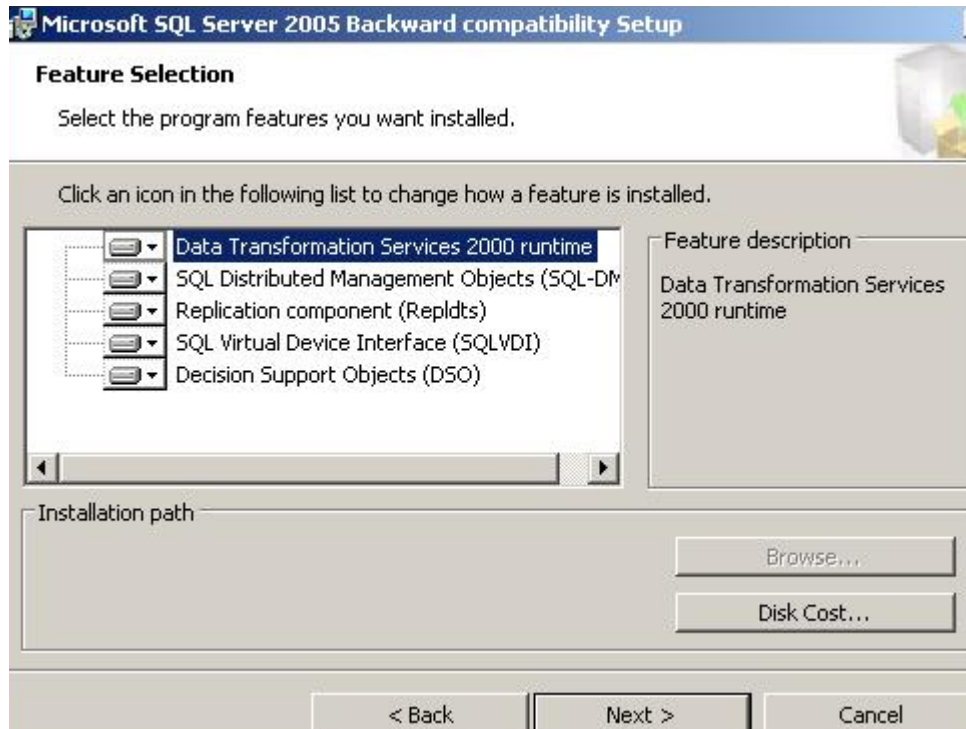 Microsoft SQL Server 2005 Backward compatibility Setup
Feature Selection
Select the program features you want installed.
Click an icon in the following list to change how a feature is installed.
Data Transformation Services 2000 runtime
SQL Distributed Management Objects (SQL-DM
Replication component (Repldts)
SQL Virtual Device Interface (SQLVDI)
Decision Support Objects (DSO)
Feature description
Data Transformation Services
2000 runtime
Installation path
Browse...
Disk Cost...
< Back
Next >
Cancel